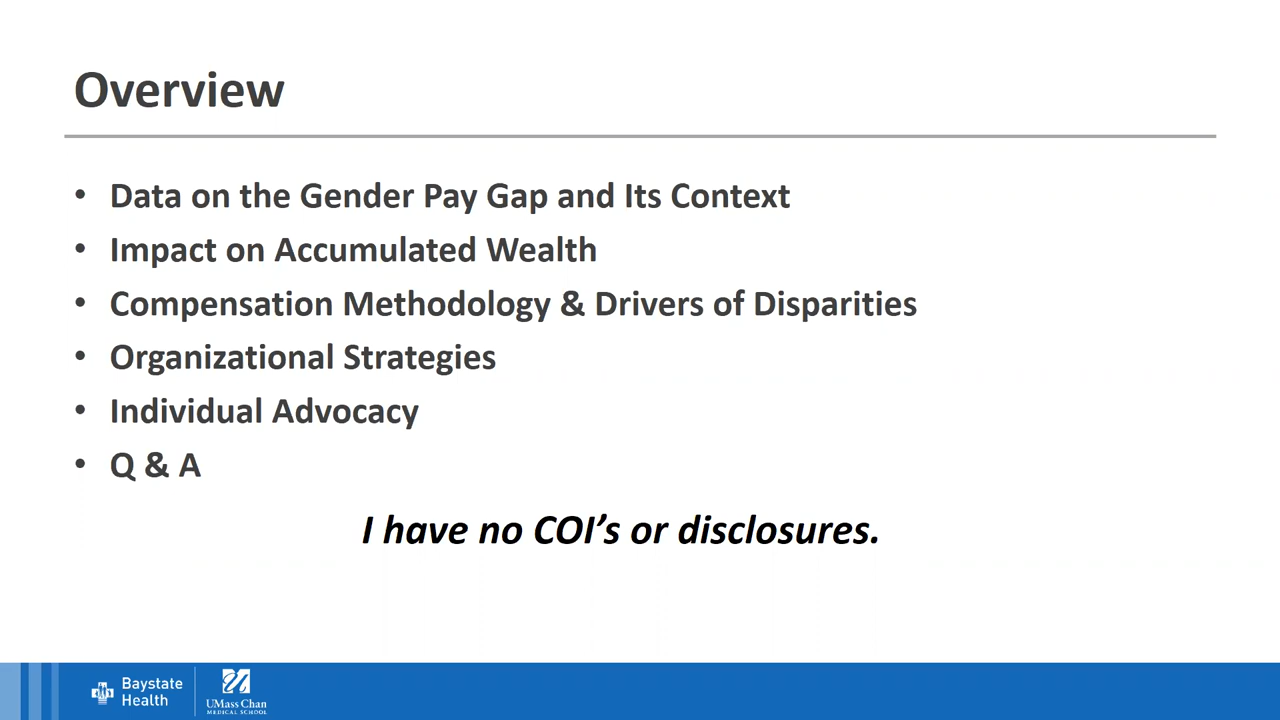 Overview
• Data on the Gender Pay Gap and Its Context
• Impact on Accumulated Wealth
• Compensation Methodology & Drivers of Disparities
• Organizational Strategies
• Individual Advocacy
• Q & A
I have no COI’s or disclosures.
Baystate
Health
UMass Chan
MEDICAL SCHOOL